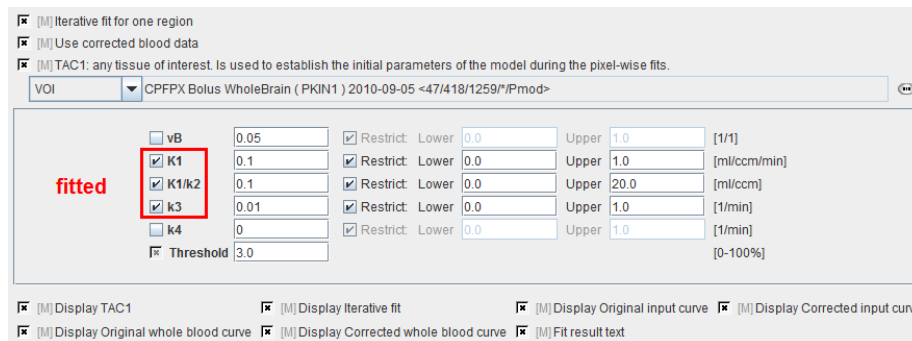 [M] Iterative fit for one region
[M] Use corrected blood data
[M] TAC1: any tissue of interest. Is used to establish the initial parameters of the model during the pixel-wise fits.
VOI CPFPX Bolus WholeBrain ( PKIN1 ) 2010-09-05 <47/418/1259/*/Pmod>
vB 0.05 Restrict: Lower 0.0 Upper 1.0 [1/1]
K1 0.1 Restrict: Lower 0.0 Upper 1.0 [ml/ccm/min]
fitted K1/k2 0.1 Restrict: Lower 0.0 Upper 20.0 [ml/ccm]
k3 0.01 Restrict: Lower 0.0 Upper 1.0 [1/min]
k4 0 Restrict: Lower 0.0 Upper 1.0 [1/min]
Threshold 3.0 [0-100%]
[M] Display TAC1 [M] Display Iterative fit [M] Display Original input curve [M] Display Corrected input cur
[M] Display Original whole blood curve [M] Display Corrected whole blood curve [M] Fit result text